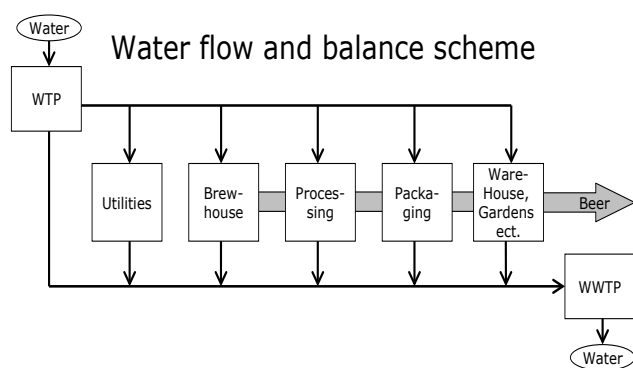 Water
Water flow and balance scheme
WTP
Utilities
Brew-
house
Proces-
sing
Packa-
ging
Ware-
House,
Gardens
ect.
Beer
WWTP
Water